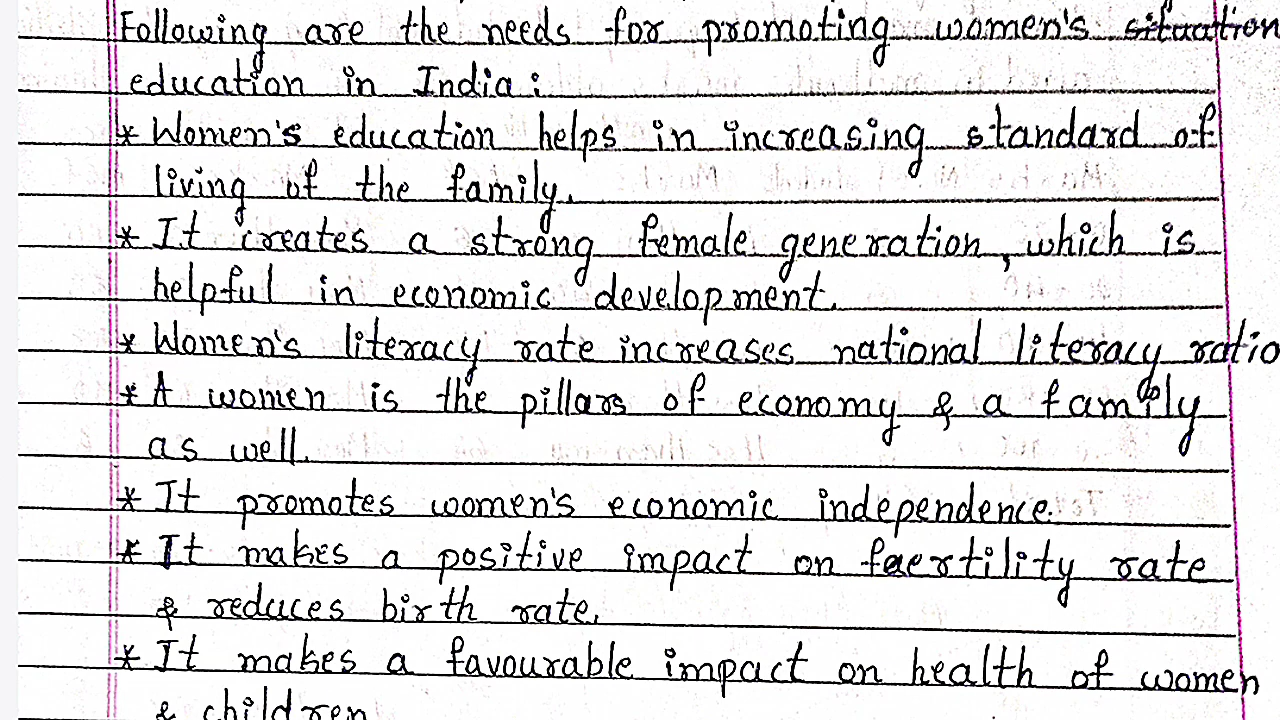 Following are the needs for promoting women's situation
education in India :
* Women's education helps in increasing standard of
living of the family.
* It creates a strong female generation, which is
helpful in economic development.
* Women's literacy rate increases national literacy ratio
* A women is the pillars of economy & a family
as well.
* It promotes women's economic independence.
* It makes a positive impact on faertility rate
& reduces birth rate.
* It makes a favourable impact on health of women
& children